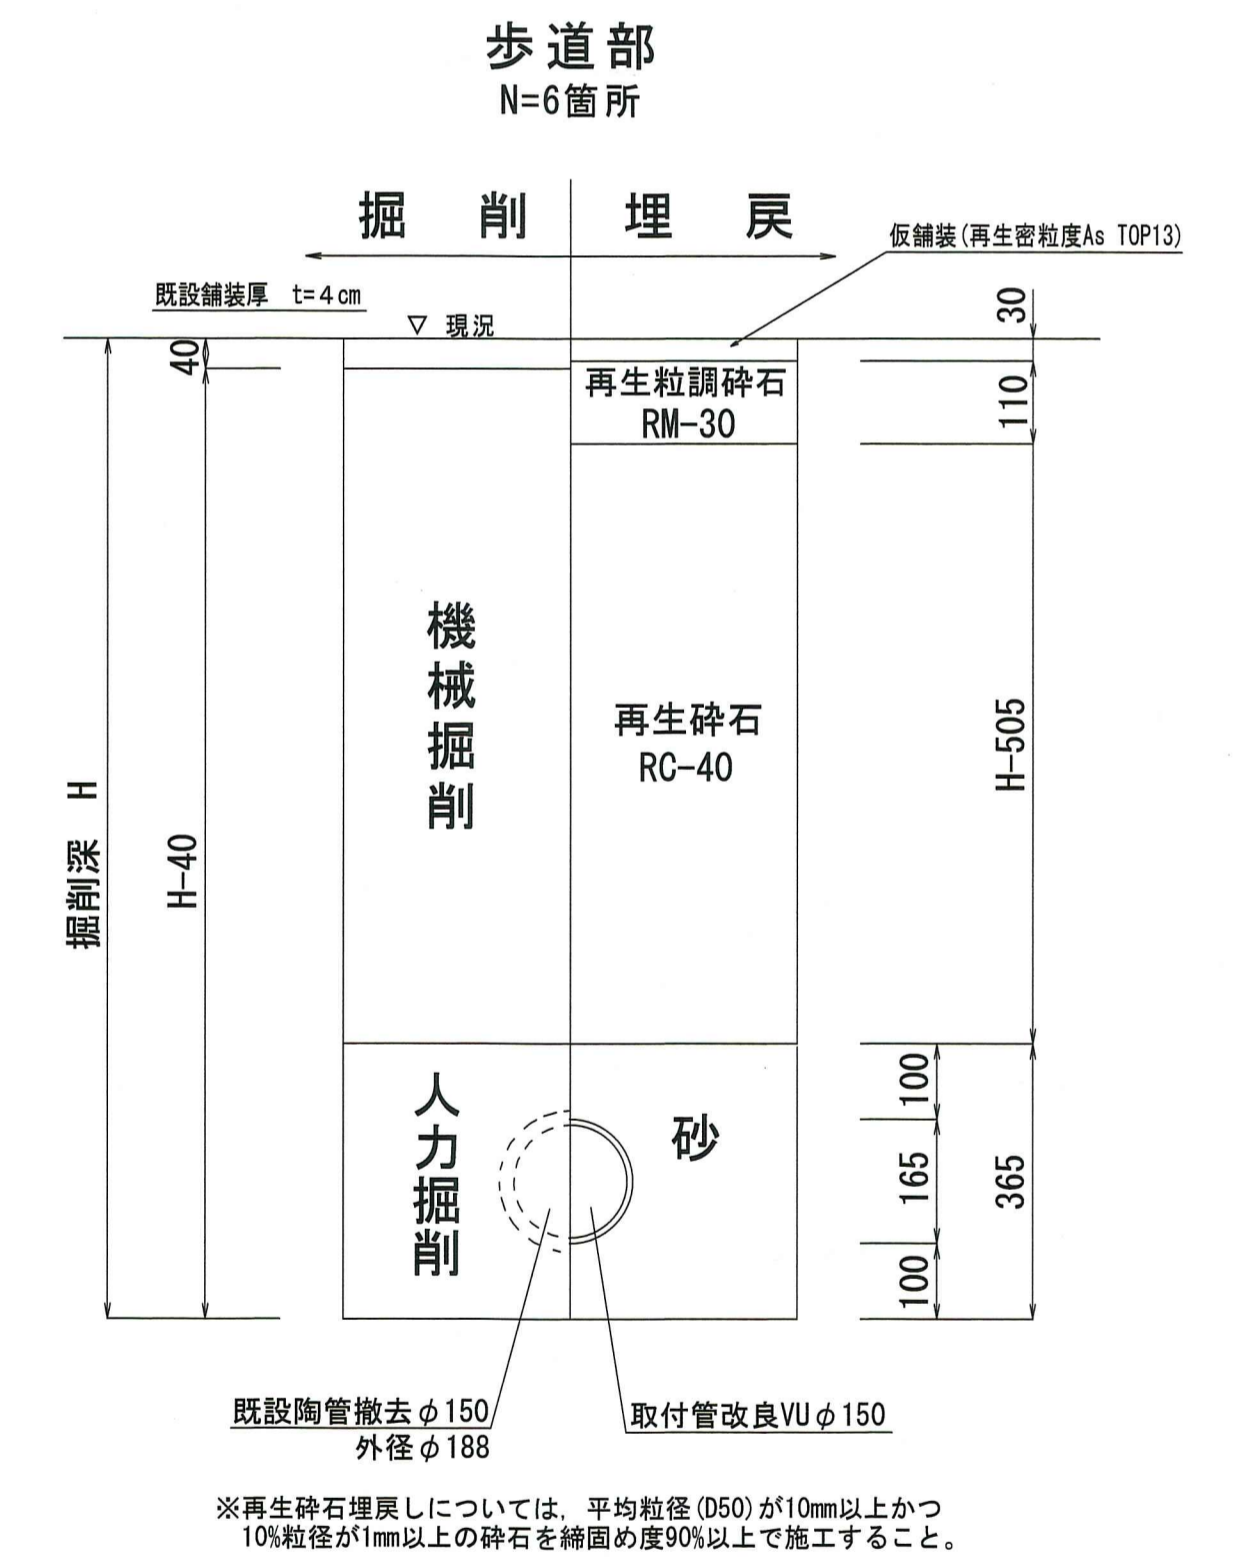 歩道部
N=6箇所
掘 削 埋 戻
仮舗装(再生密粒度As TOP13)
既設舗装厚 t=4cm
▽ 現況
30
40
110
再生粒調砕石
RM-30
機械掘削
再生砕石
RC-40
H-505
掘削深 H
H-40
人力掘削
砂
100
165
100
365
既設陶管撤去φ150
外径φ188
取付管改良VUφ150
※再生砕石埋戻しについては，平均粒径(D50)が10mm以上かつ
10%粒径が1mm以上の砕石を締固め度90%以上で施工すること。